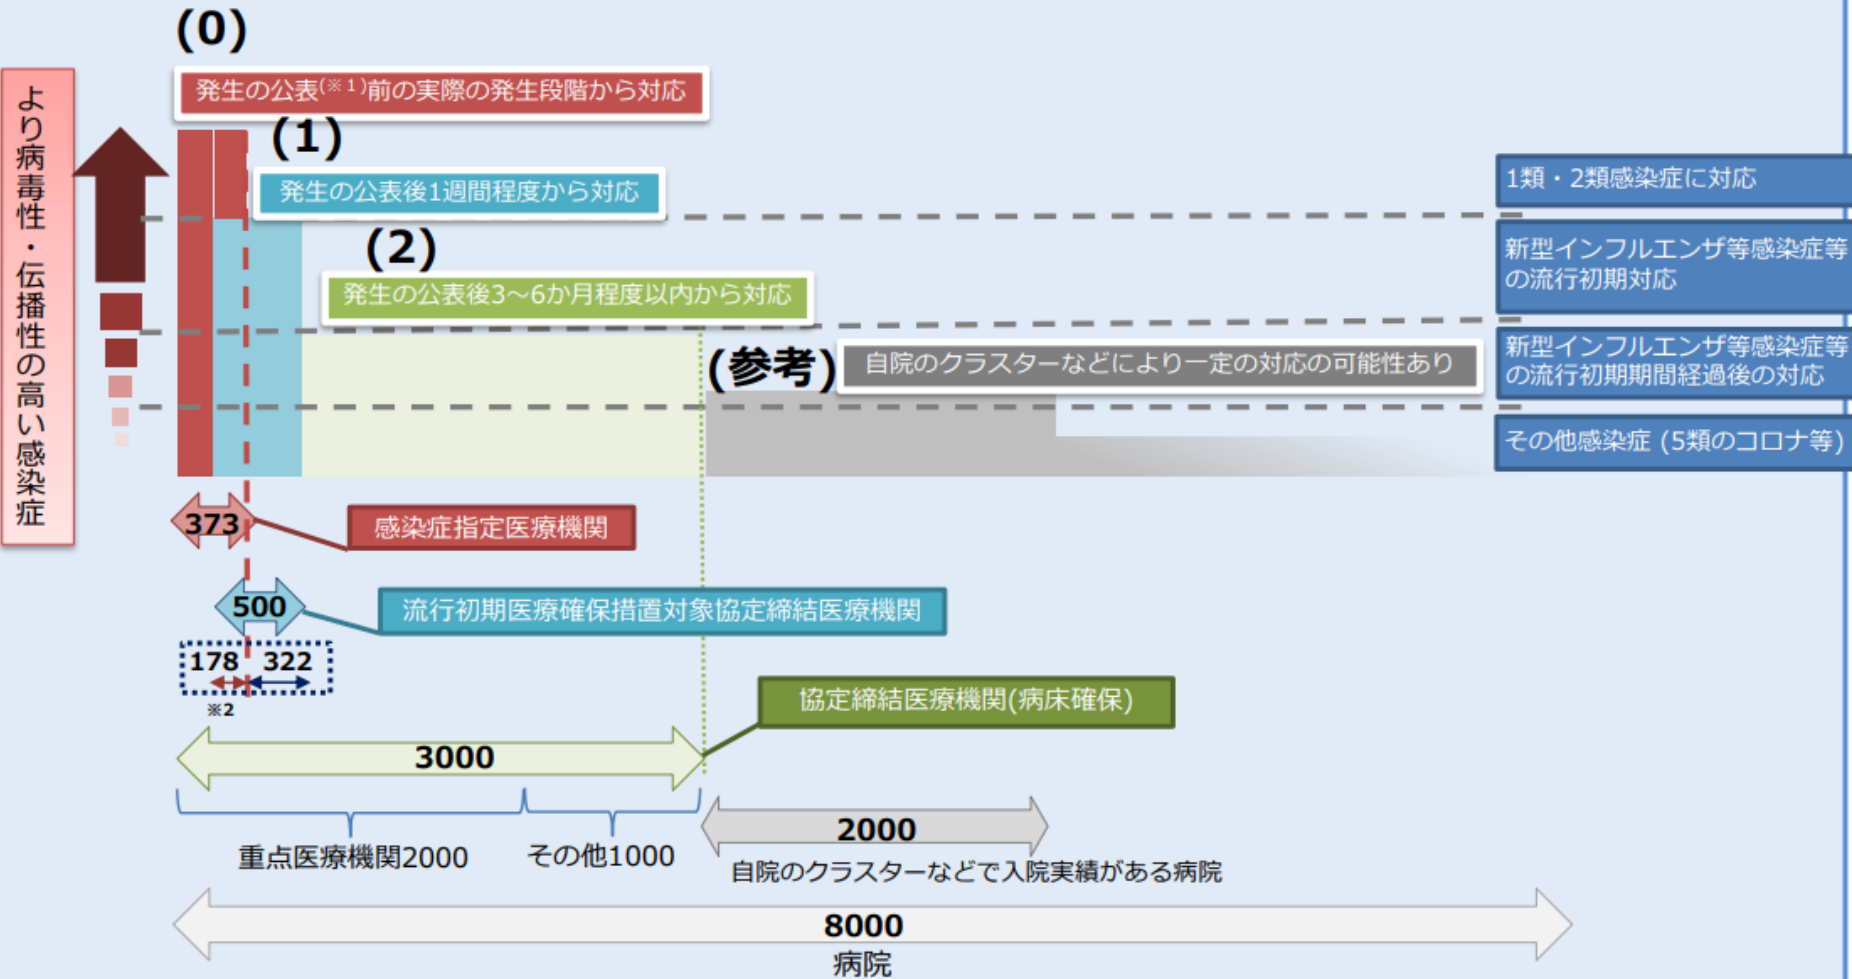 (0)
発生の公表(※1)前の実際の発生段階から対応
より病毒性・伝播性の高い感染症
(1)
発生の公表後1週間程度から対応
1類・2類感染症に対応
(2)
発生の公表後3～6か月程度以内から対応
新型インフルエンザ等感染症等
の流行初期対応
(参考)
自院のクラスターなどにより一定の対応の可能性あり
新型インフルエンザ等感染症等
の流行初期期間経過後の対応
その他感染症 (5類のコロナ等)
373
感染症指定医療機関
500
流行初期医療確保措置対象協定締結医療機関
178
322
※2
協定締結医療機関(病床確保)
3000
重点医療機関2000
その他1000
2000
自院のクラスターなどで入院実績がある病院
8000
病院